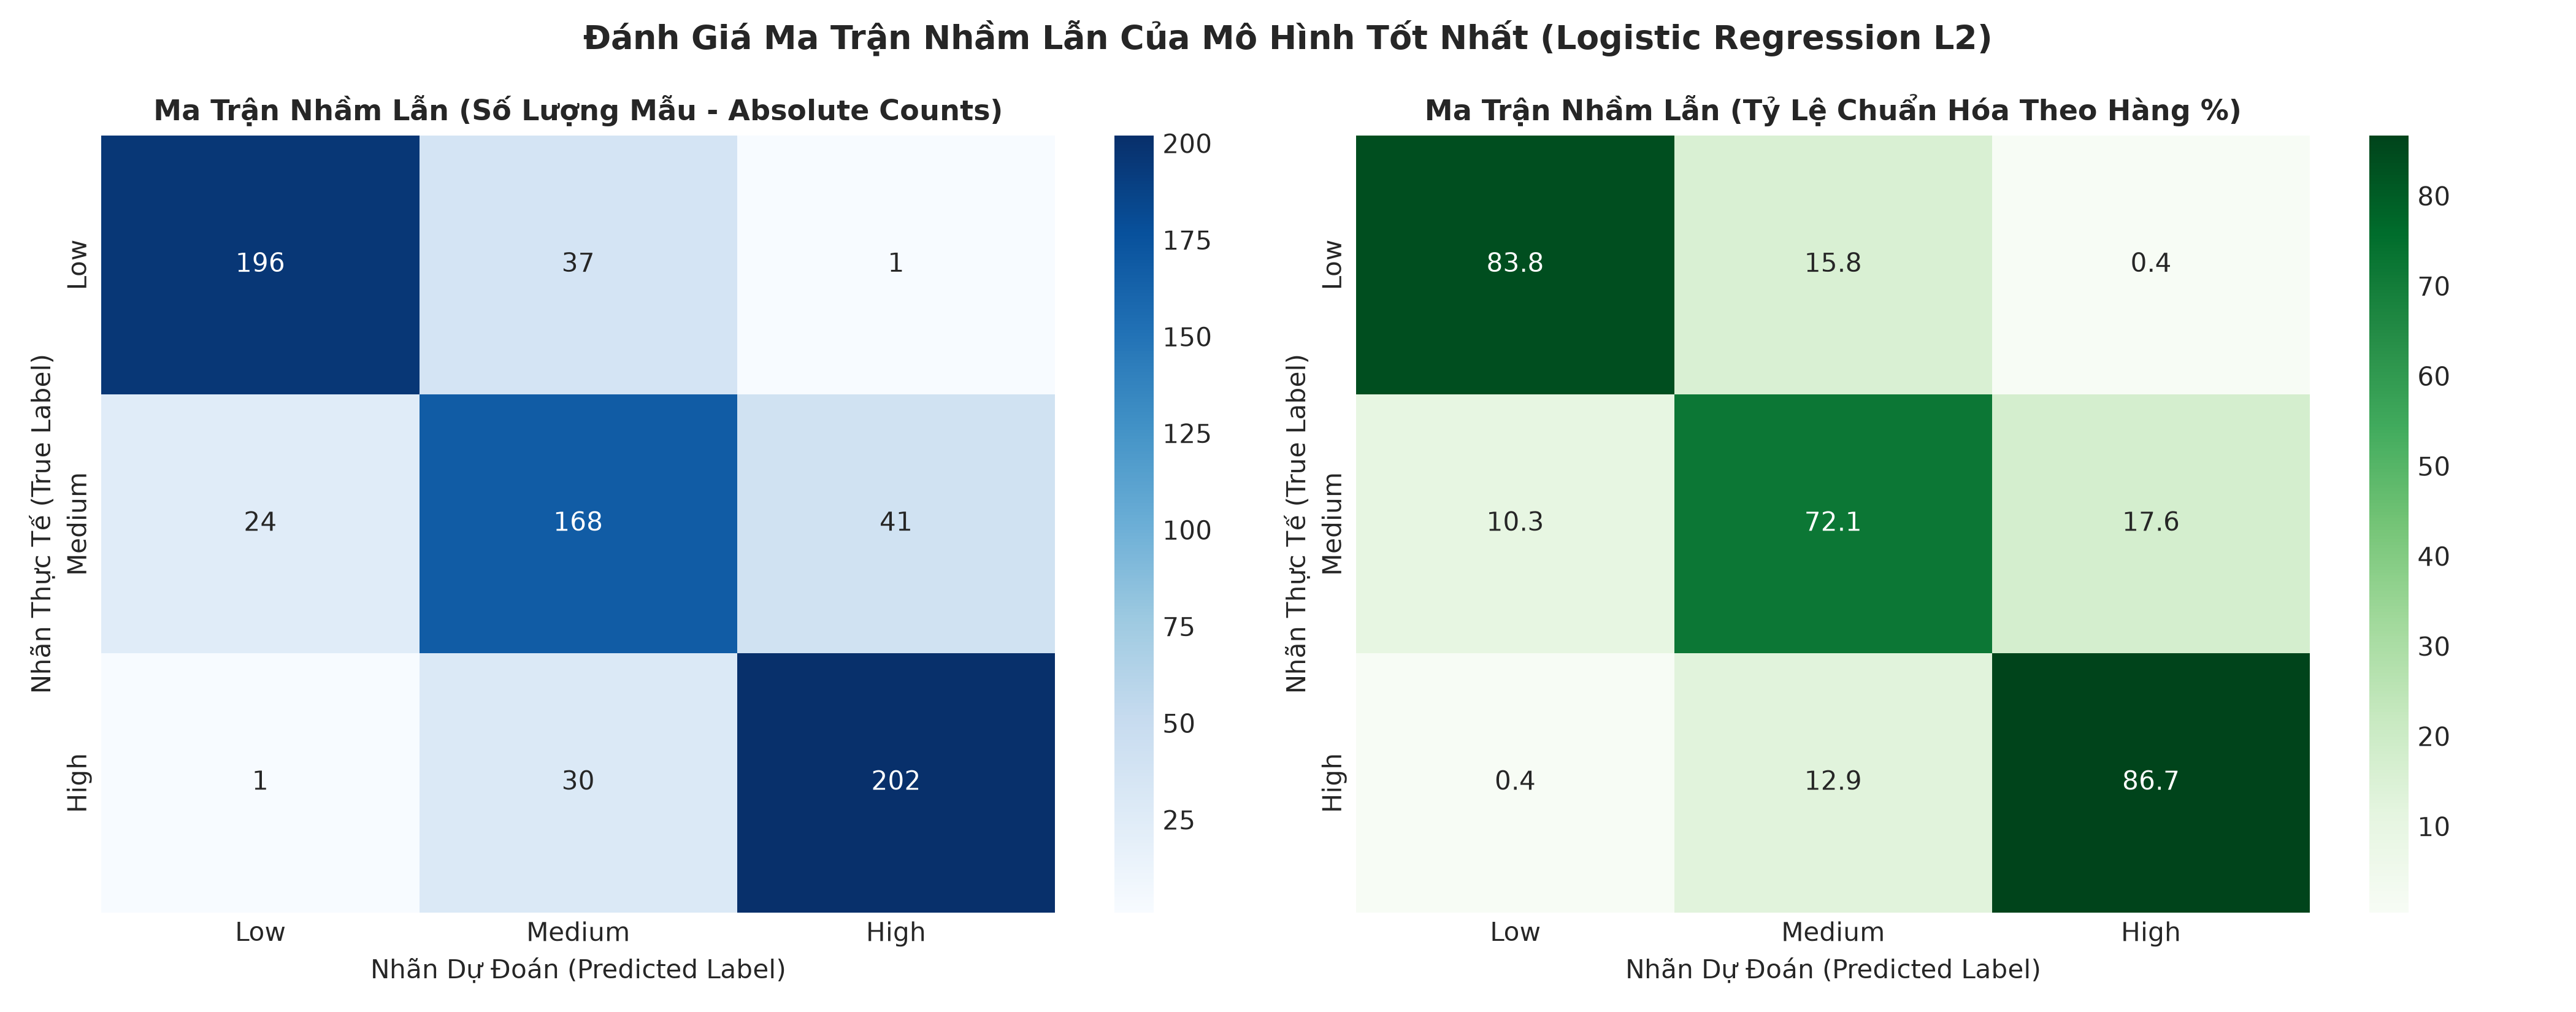 Đánh Giá Ma Trận Nhầm Lẫn Của Mô Hình Tốt Nhất (Logistic Regression L2)
Ma Trận Nhầm Lẫn (Số Lượng Mẫu - Absolute Counts)
Nhãn Thực Tế (True Label)
Low
Medium
High
196 37 1
24 168 41
1 30 202
Low Medium High
Nhãn Dự Đoán (Predicted Label)
200
175
150
125
100
75
50
25
Ma Trận Nhầm Lẫn (Tỷ Lệ Chuẩn Hóa Theo Hàng %)
Nhãn Thực Tế (True Label)
Low
Medium
High
83.8 15.8 0.4
10.3 72.1 17.6
0.4 12.9 86.7
Low Medium High
Nhãn Dự Đoán (Predicted Label)
80
70
60
50
40
30
20
10